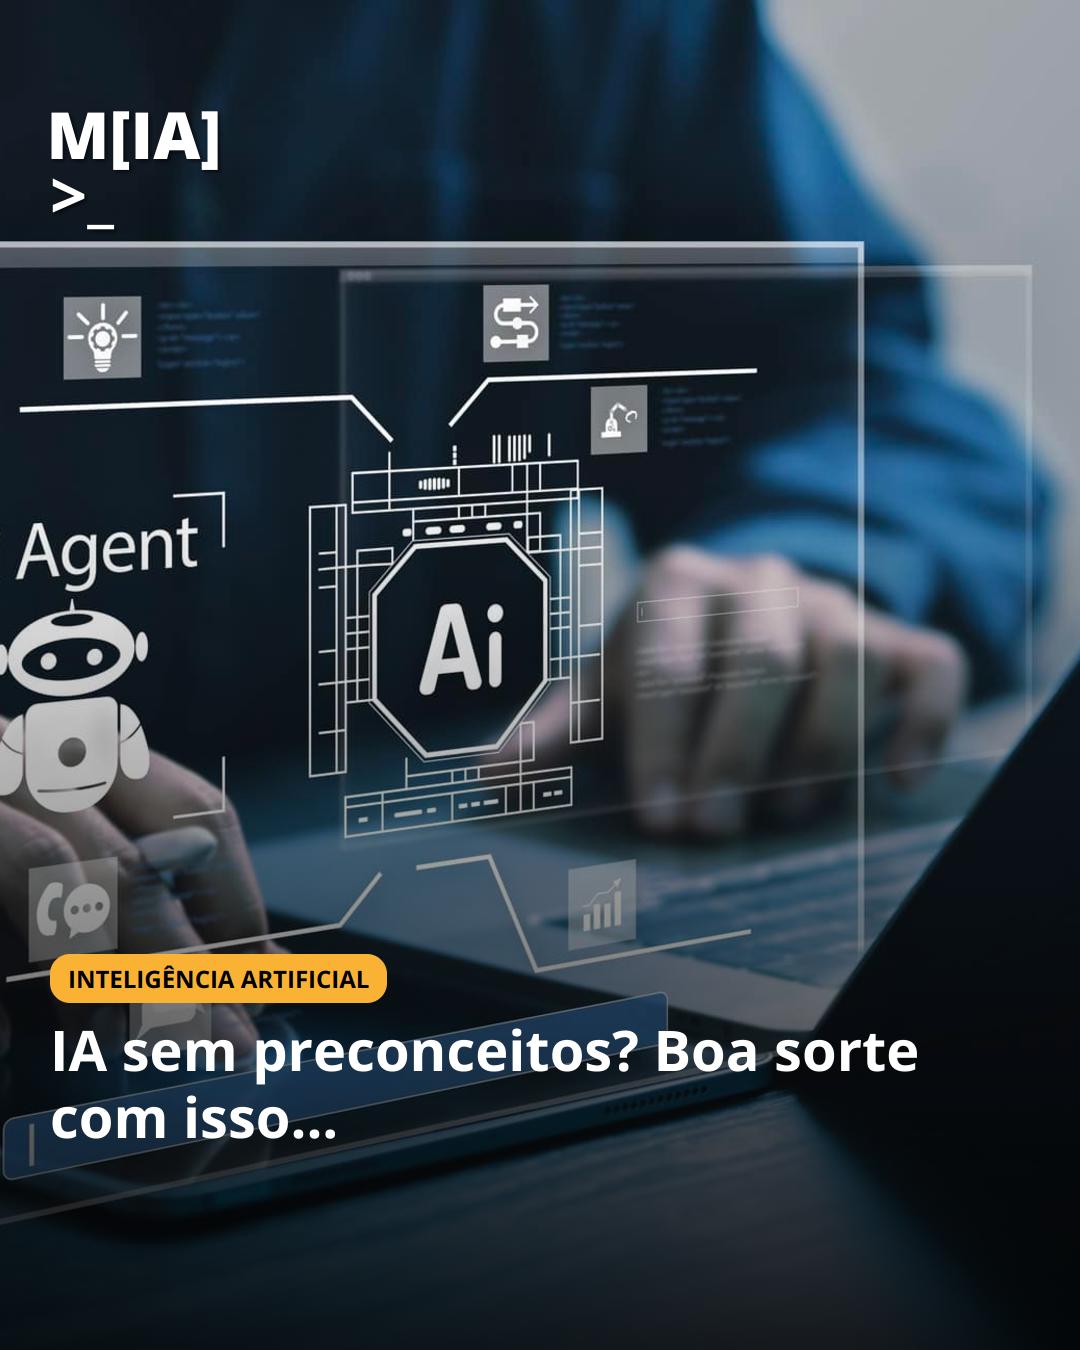 M[IA]
>_
Agent
Ai
INTELIGÊNCIA ARTIFICIAL
IA sem preconceitos? Boa sorte
com isso...